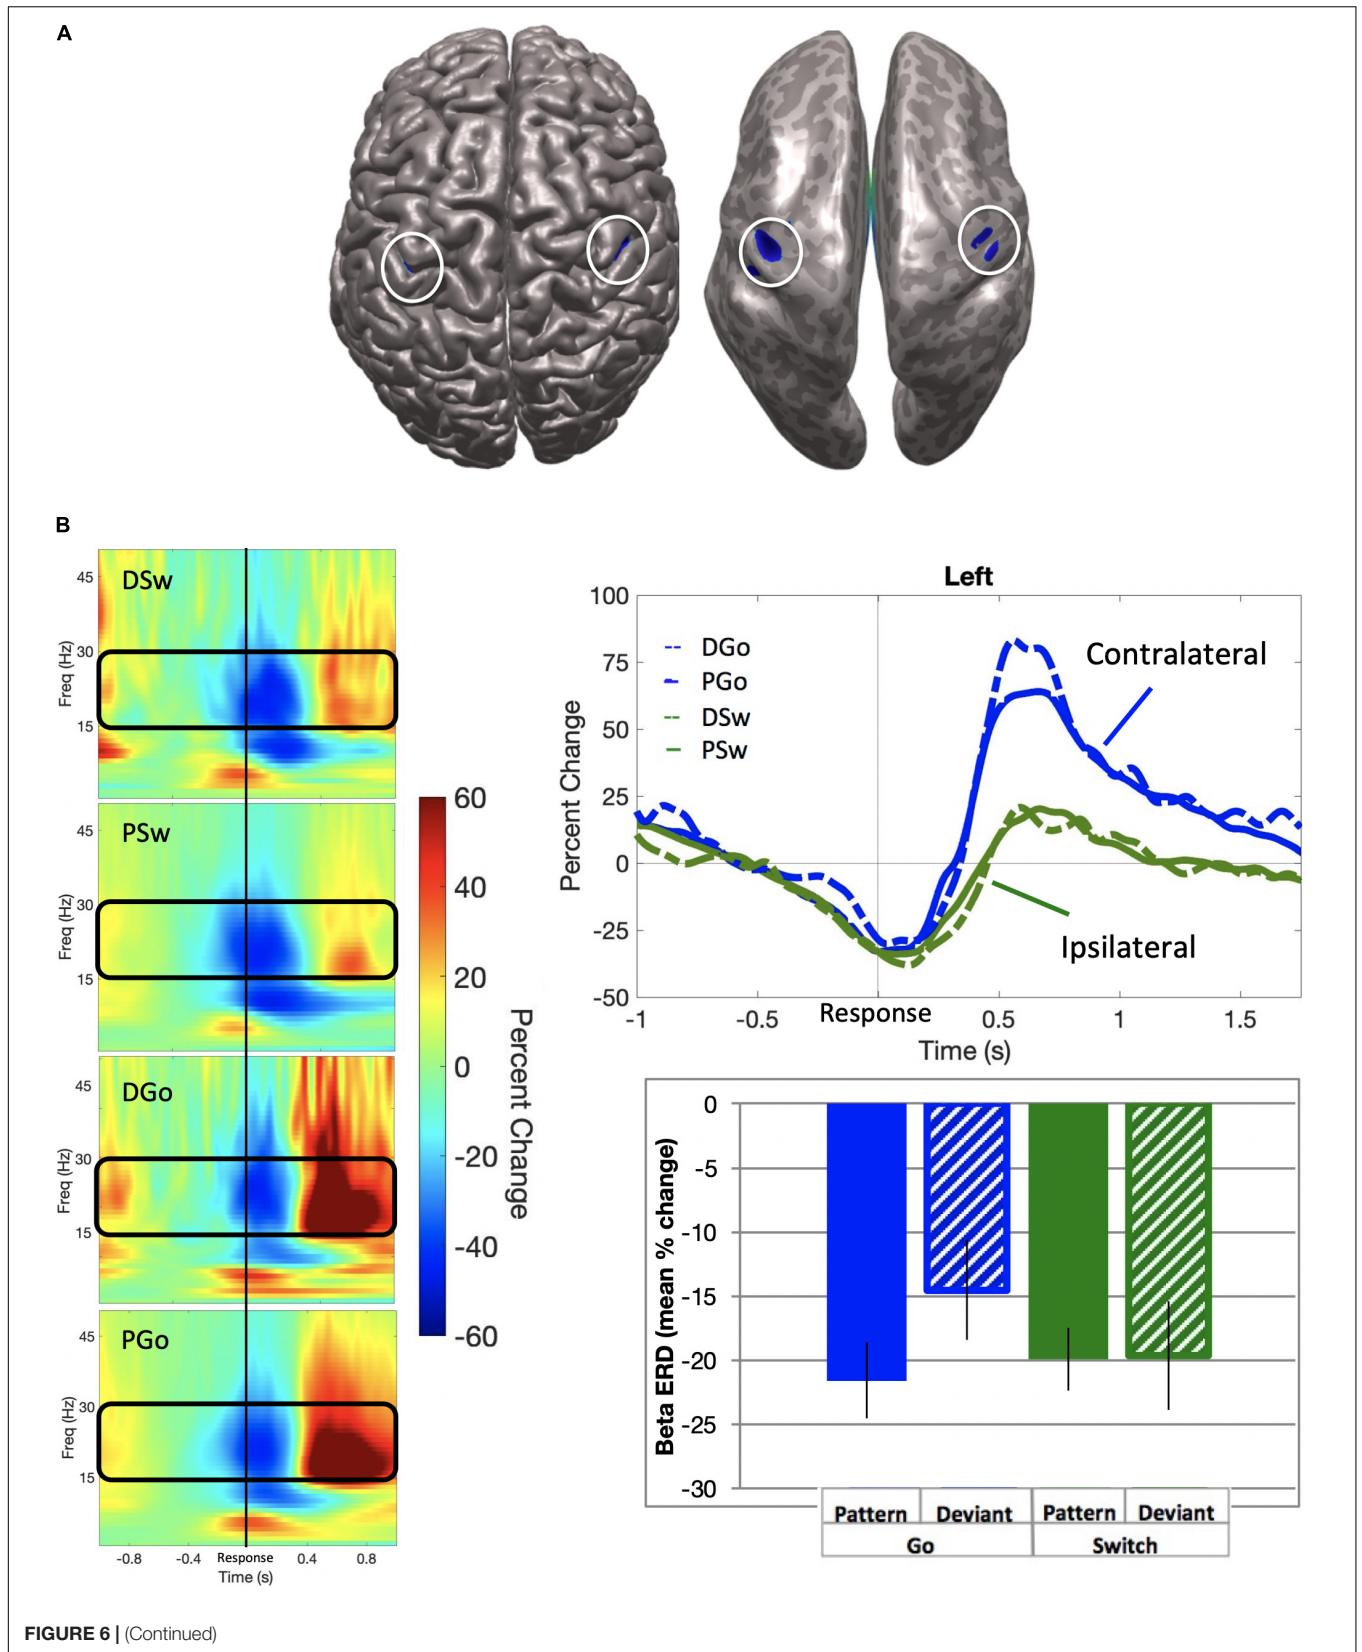 A
B
DSw
45
30
15
Freq (Hz)
PSw
45
30
15
Freq (Hz)
DGo
45
30
15
Freq (Hz)
PGo
45
30
15
Freq (Hz)
-0.8 -0.4 Response 0.4 0.8
Time (s)
60
40
20
0
-20
-40
-60
Percent Change
Left
100
75
50
25
0
-25
-50
Percent Change
DGo
PGo
DSw
PSw
Contralateral
Ipsilateral
-1 -0.5 Response 0.5 1 1.5
Time (s)
0
-5
-10
-15
-20
-25
-30
Beta ERD (mean % change)
Pattern Deviant Pattern Deviant
Go Switch
FIGURE 6 | (Continued)